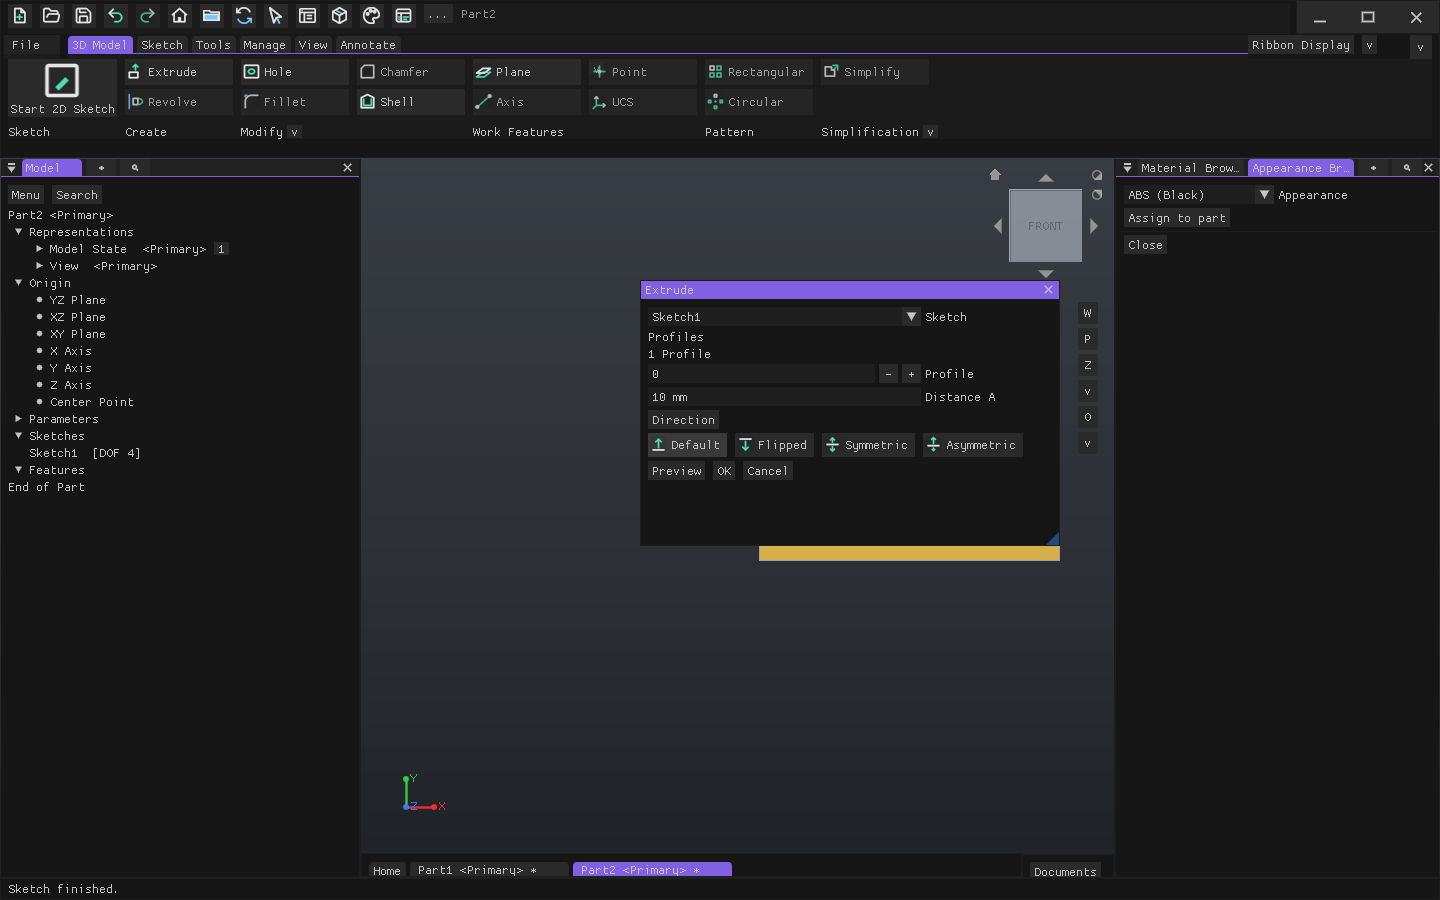 ... Part2
File 3D Model Sketch Tools Manage View Annotate Ribbon Display v v
Start 2D Sketch
Extrude Hole Chamfer Plane Point Rectangular Simplify
Revolve Fillet Shell Axis UCS Circular
Sketch Create Modify v Work Features Pattern Simplification v
Model
Menu Search
Part2 <Primary>
Representations
Model State <Primary> 1
View <Primary>
Origin
YZ Plane
XZ Plane
XY Plane
X Axis
Y Axis
Z Axis
Center Point
Parameters
Sketches
Sketch1 [DOF 4]
Features
End of Part
FRONT
Extrude
Sketch1 Sketch
Profiles
1 Profile
0 - + Profile
10 mm Distance A
Direction
Default Flipped Symmetric Asymmetric
Preview OK Cancel
W
P
Z
v
O
v
Y
Z X
Material Brow… Appearance Br…
ABS (Black) Appearance
Assign to part
Close
Home Part1 <Primary> * Part2 <Primary> * Documents
Sketch finished.